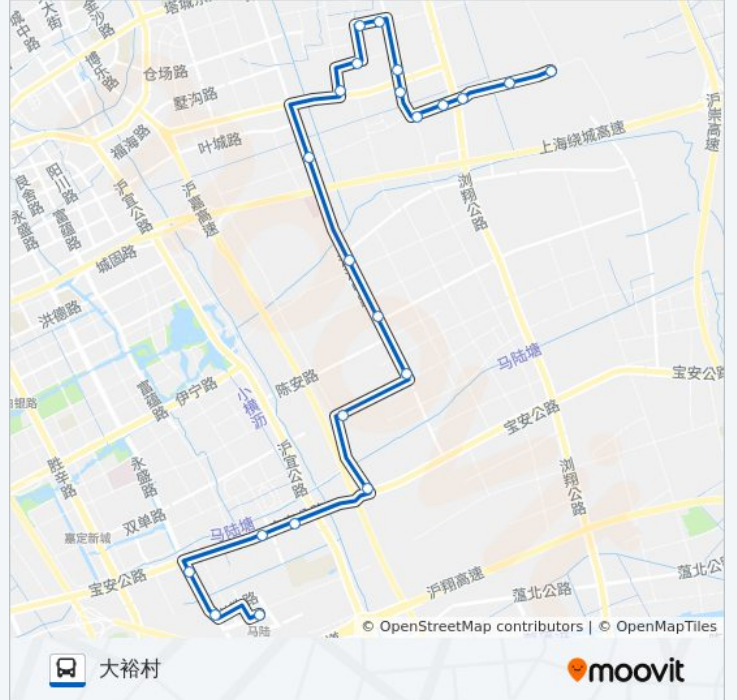 城中路
大街
金沙路
塔城东
博乐路
仓场路
墅沟路
福海路
叶城路
上海绕城高速
沪崇高速
良舍路
阳川路
永盛路
富蕴路
沪宜公路
沪嘉高速
浏翔公路
城固路
洪德路
马陆塘
陈安路
宝安公路
白银路
富蕴路
伊宁路
小横沥
宝安公路
胜辛路
永盛路
沪宜公路
浏翔公路
双单路
马陆塘
嘉定新城
宝安公路
沪翔高速
蕰北公路
蕰北公
马陆
© OpenStreetMap contributors | © OpenMapTiles
大裕村
moovit